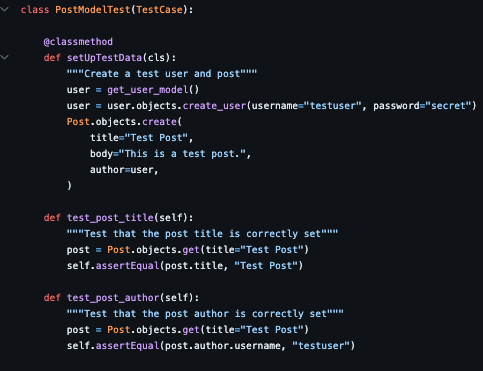 class PostModelTest(TestCase):
@classmethod
def setUpTestData(cls):
"""Create a test user and post"""
user = get_user_model()
user = user.objects.create_user(username="testuser", password="secret")
Post.objects.create(
title="Test Post",
body="This is a test post.",
author=user,
)
def test_post_title(self):
"""Test that the post title is correctly set"""
post = Post.objects.get(title="Test Post")
self.assertEqual(post.title, "Test Post")
def test_post_author(self):
"""Test that the post author is correctly set"""
post = Post.objects.get(title="Test Post")
self.assertEqual(post.author.username, "testuser")